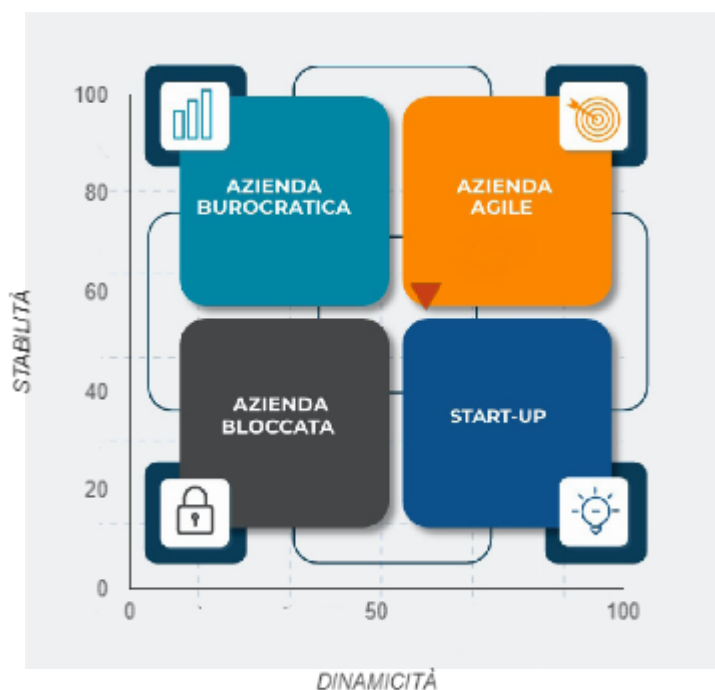 100
80
60
40
20
0
STABILITÀ
AZIENDA
BUROCRATICA
AZIENDA
AGILE
AZIENDA
BLOCCATA
START-UP
0
50
100
DINAMICITÀ